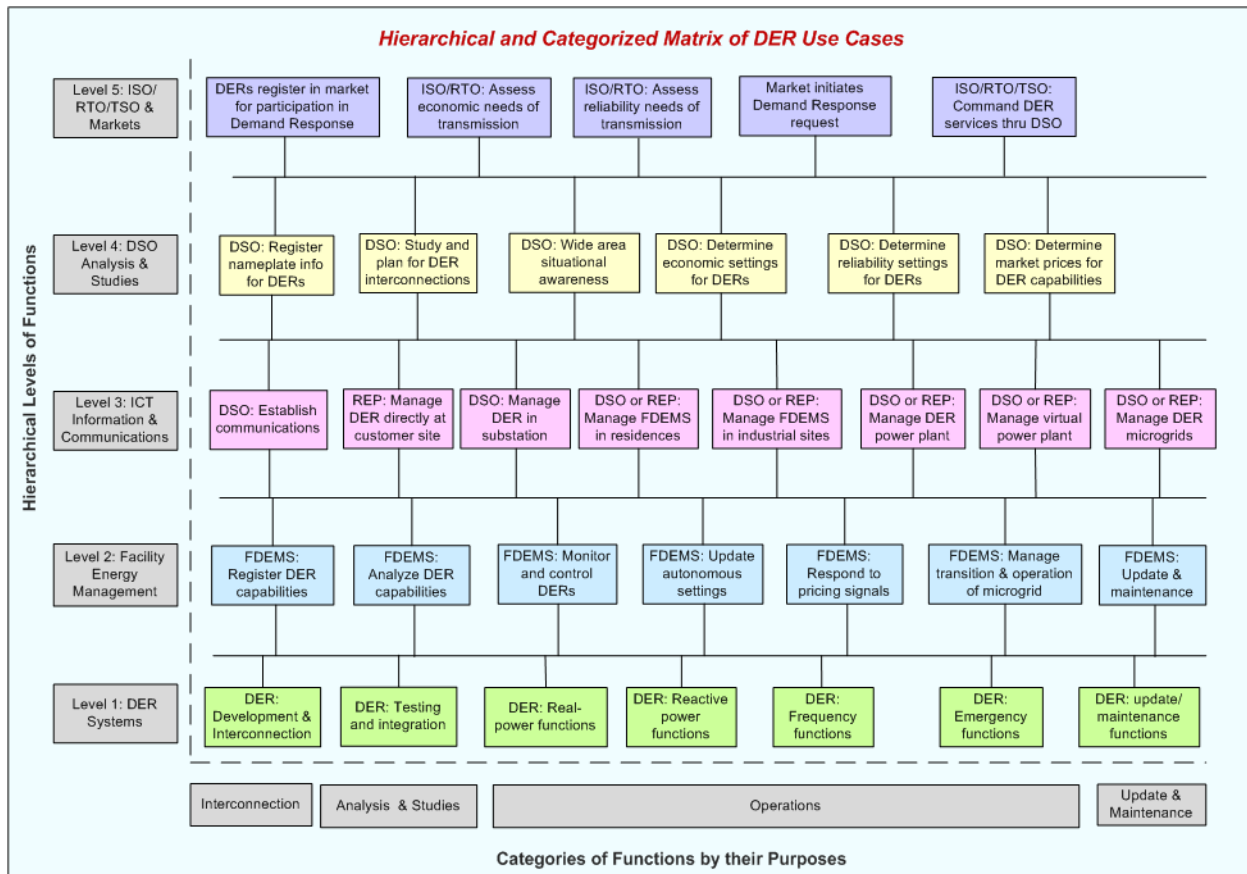 Hierarchical and Categorized Matrix of DER Use Cases
Hierarchical Levels of Functions
Level 5: ISO/
RTO/TSO &
Markets
DERs register in market
for participation in
Demand Response
ISO/RTO: Assess
economic needs of
transmission
ISO/RTO: Assess
reliability needs of
transmission
Market initiates
Demand Response
request
ISO/RTO/TSO:
Command DER
services thru DSO
Level 4: DSO
Analysis &
Studies
DSO: Register
nameplate info
for DERs
DSO: Study and
plan for DER
interconnections
DSO: Wide area
situational
awareness
DSO: Determine
economic settings
for DERs
DSO: Determine
reliability settings
for DERs
DSO: Determine
market prices for
DER capabilities
Level 3: ICT
Information &
Communications
DSO: Establish
communications
REP: Manage
DER directly at
customer site
DSO: Manage
DER in
substation
DSO or REP:
Manage FDEMS
in residences
DSO or REP:
Manage FDEMS
in industrial sites
DSO or REP:
Manage DER
power plant
DSO or REP:
Manage virtual
power plant
DSO or REP:
Manage DER
microgrids
Level 2: Facility
Energy
Management
FDEMS:
Register DER
capabilities
FDEMS:
Analyze DER
capabilities
FDEMS: Monitor
and control
DERs
FDEMS: Update
autonomous
settings
FDEMS:
Respond to
pricing signals
FDEMS: Manage
transition & operation
of microgrid
FDEMS:
Update &
maintenance
Level 1: DER
Systems
DER:
Development &
Interconnection
DER: Testing
and integration
DER: Real-
power functions
DER: Reactive
power
functions
DER:
Frequency
functions
DER:
Emergency
functions
DER: update/
maintenance
functions
Interconnection
Analysis & Studies
Operations
Update &
Maintenance
Categories of Functions by their Purposes